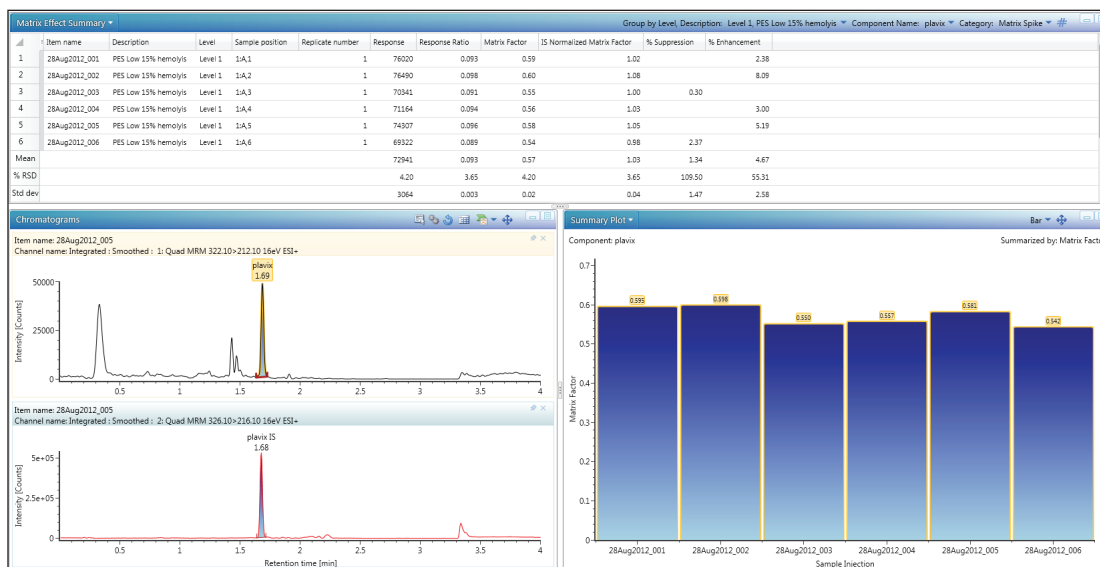 Matrix Effect Summary
Group by Level, Description: Level 1, PES Low 15% hemolyis Component Name: plavix Category: Matrix Spike
Item name Description Level Sample position Replicate number Response Response Ratio Matrix Factor IS Normalized Matrix Factor % Suppression % Enhancement
1 28Aug2012_001 PES Low 15% hemolyis Level 1 1:A,1 1 76020 0.093 0.59 1.02 2.38
2 28Aug2012_002 PES Low 15% hemolyis Level 1 1:A,2 1 76490 0.098 0.60 1.08 8.09
3 28Aug2012_003 PES Low 15% hemolyis Level 1 1:A,3 1 70341 0.091 0.55 1.00 0.30
4 28Aug2012_004 PES Low 15% hemolyis Level 1 1:A,4 1 71164 0.094 0.56 1.03 3.00
5 28Aug2012_005 PES Low 15% hemolyis Level 1 1:A,5 1 74307 0.096 0.58 1.05 5.19
6 28Aug2012_006 PES Low 15% hemolyis Level 1 1:A,6 1 69322 0.089 0.54 0.98 2.37
Mean 72941 0.093 0.57 1.03 1.34 4.67
% RSD 4.20 3.65 4.20 3.65 109.50 55.31
Std dev 3064 0.003 0.02 0.04 1.47 2.58
Chromatograms
Item name: 28Aug2012_005
Channel name: Integrated : Smoothed : 1: Quad MRM 322.10>212.10 16eV ESI+
plavix
1.69
Intensity [Counts]
50000
25000
0
0.5 1 1.5 2 2.5 3 3.5 4
Item name: 28Aug2012_005
Channel name: Integrated : Smoothed : 2: Quad MRM 326.10>216.10 16eV ESI+
plavix IS
1.68
Intensity [Counts]
5e+05
2.5e+05
0
0.5 1 1.5 2 2.5 3 3.5 4
Retention time [min]
Summary Plot
Bar
Component: plavix
Summarized by: Matrix Facto
Matrix Factor
0.7
0.6
0.5
0.4
0.3
0.2
0.1
0
0.595 0.598 0.550 0.557 0.581 0.542
28Aug2012_001 28Aug2012_002 28Aug2012_003 28Aug2012_004 28Aug2012_005 28Aug2012_006
Sample Injection